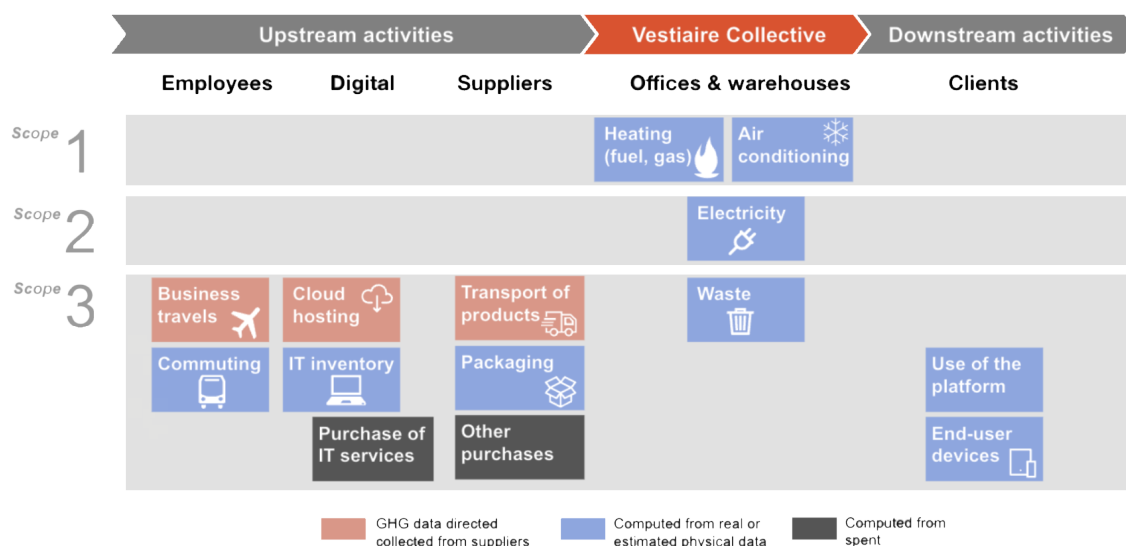 Upstream activities
Vestiaire Collective
Downstream activities
Employees
Digital
Suppliers
Offices & warehouses
Clients
Scope 1
Heating
(fuel, gas)
Air
conditioning
Scope 2
Electricity
Scope 3
Business
travels
Cloud
hosting
Transport of
products
Waste
Commuting
IT inventory
Packaging
Use of the
platform
Purchase of
IT services
Other
purchases
End-user
devices
GHG data directed
collected from suppliers
Computed from real or
estimated physical data
Computed from
spent